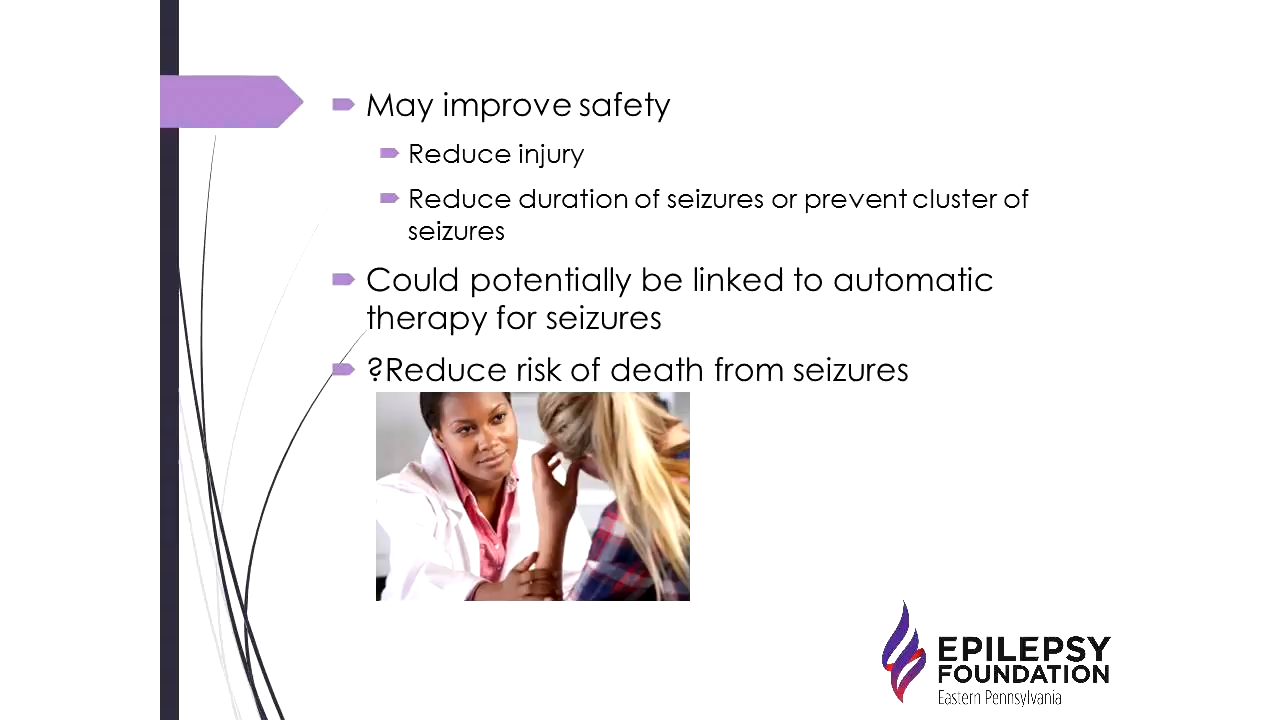 May improve safety
Reduce injury
Reduce duration of seizures or prevent cluster of
seizures
Could potentially be linked to automatic
therapy for seizures
?Reduce risk of death from seizures
EPILEPSY
FOUNDATION
Eastern Pennsylvania